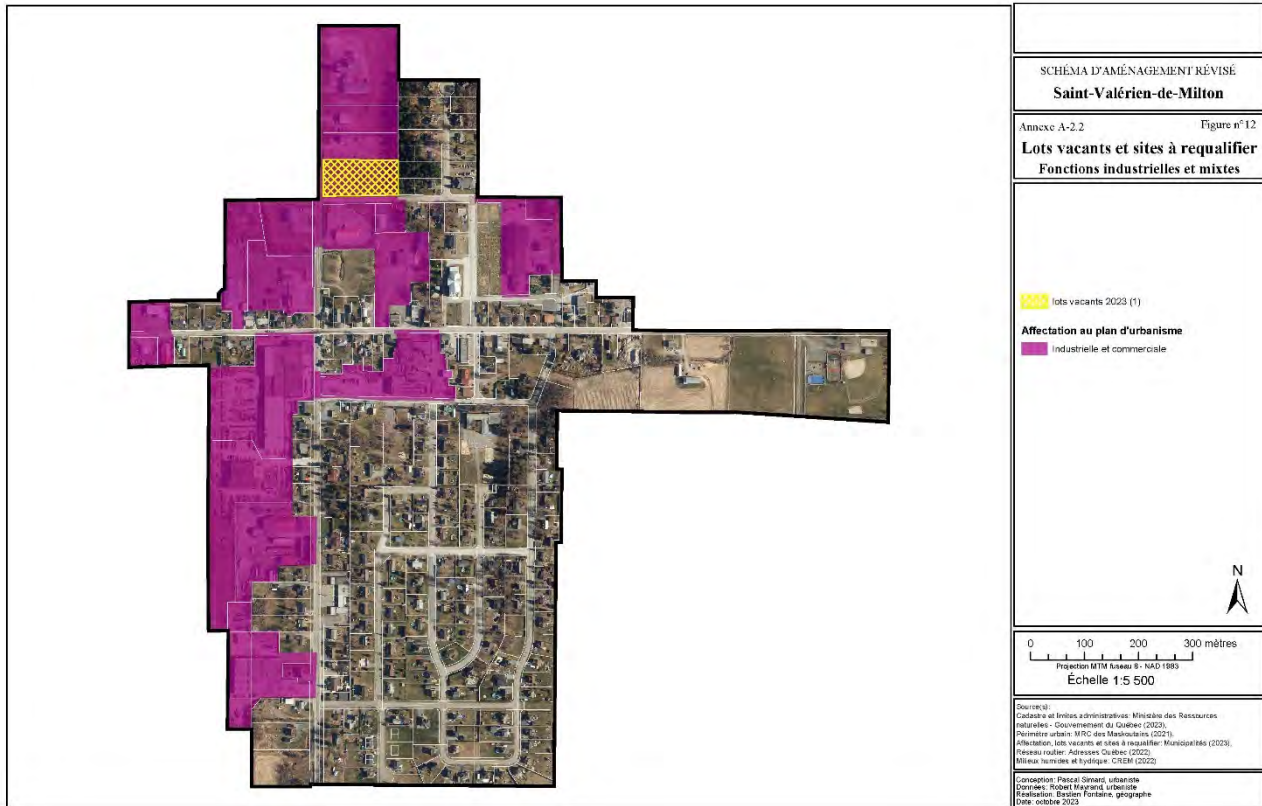 SCHÉMA D'AMÉNAGEMENT RÉVISÉ
Saint-Valérien-de-Milton
Annexe A-2.2 Figure n° 12
Lots vacants et sites à requalifier
Fonctions industrielles et mixtes
lots vacants 2023 (1)
Affectation au plan d'urbanisme
Industrielle et commerciale
N
0 100 200 300 mètres
Projection MTM fuseau 8 - NAD 1983
Échelle 1:5 500
Source(s):
Cadastre et limites administratives: Ministère des Ressources
naturelles - Gouvernement du Québec (2023),
Périmètre urbain: MRC des Maskoutains (2021),
Affectation, lots vacants et sites à requalifier: Municipalités (2023),
Réseau routier: Adresses Québec (2022)
Milieux humides et hydrique: CREM (2022)
Conception: Pascal Simard, urbaniste
Données: Robert Mayrand, urbaniste
Réalisation: Bastien Fontaine, géographe
Date: octobre 2023